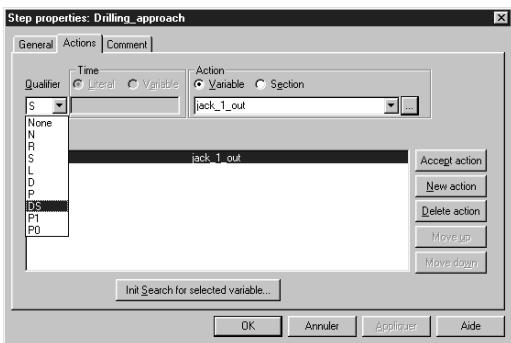 Step properties: Drilling_approach
General Actions Comment
Qualifier Time Literal Variable Action Variable Section
S jack_1_out ...
None
N
R
S jack_1_out
L
D
P
DS
P1
P0
Accept action
New action
Delete action
Move up
Move down
Init Search for selected variable...
OK Annuler Appliquer Aide